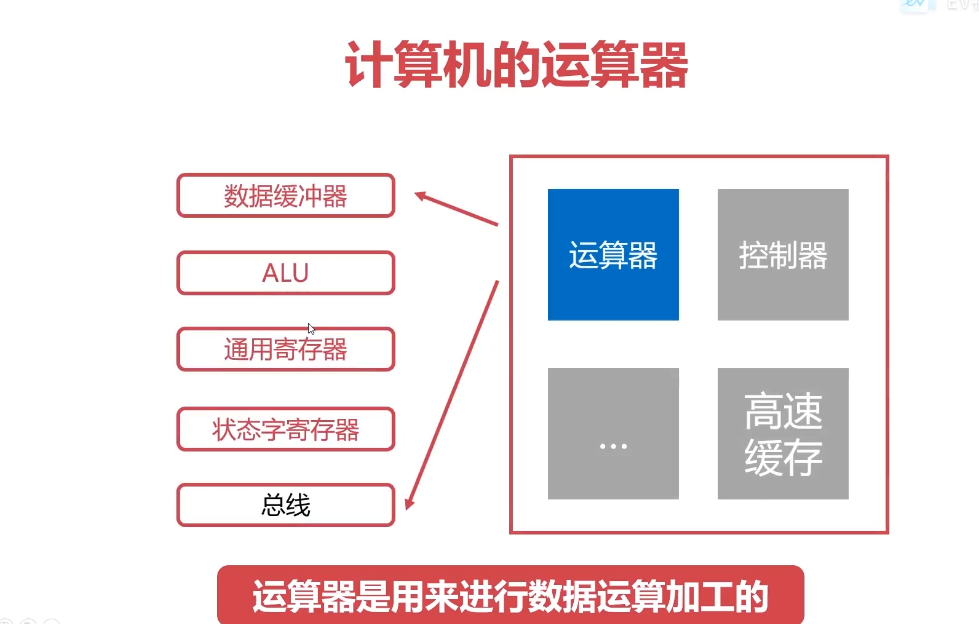 计算机的运算器
数据缓冲器
ALU
通用寄存器
状态字寄存器
总线
运算器
控制器
...
高速
缓存
运算器是用来进行数据运算加工的